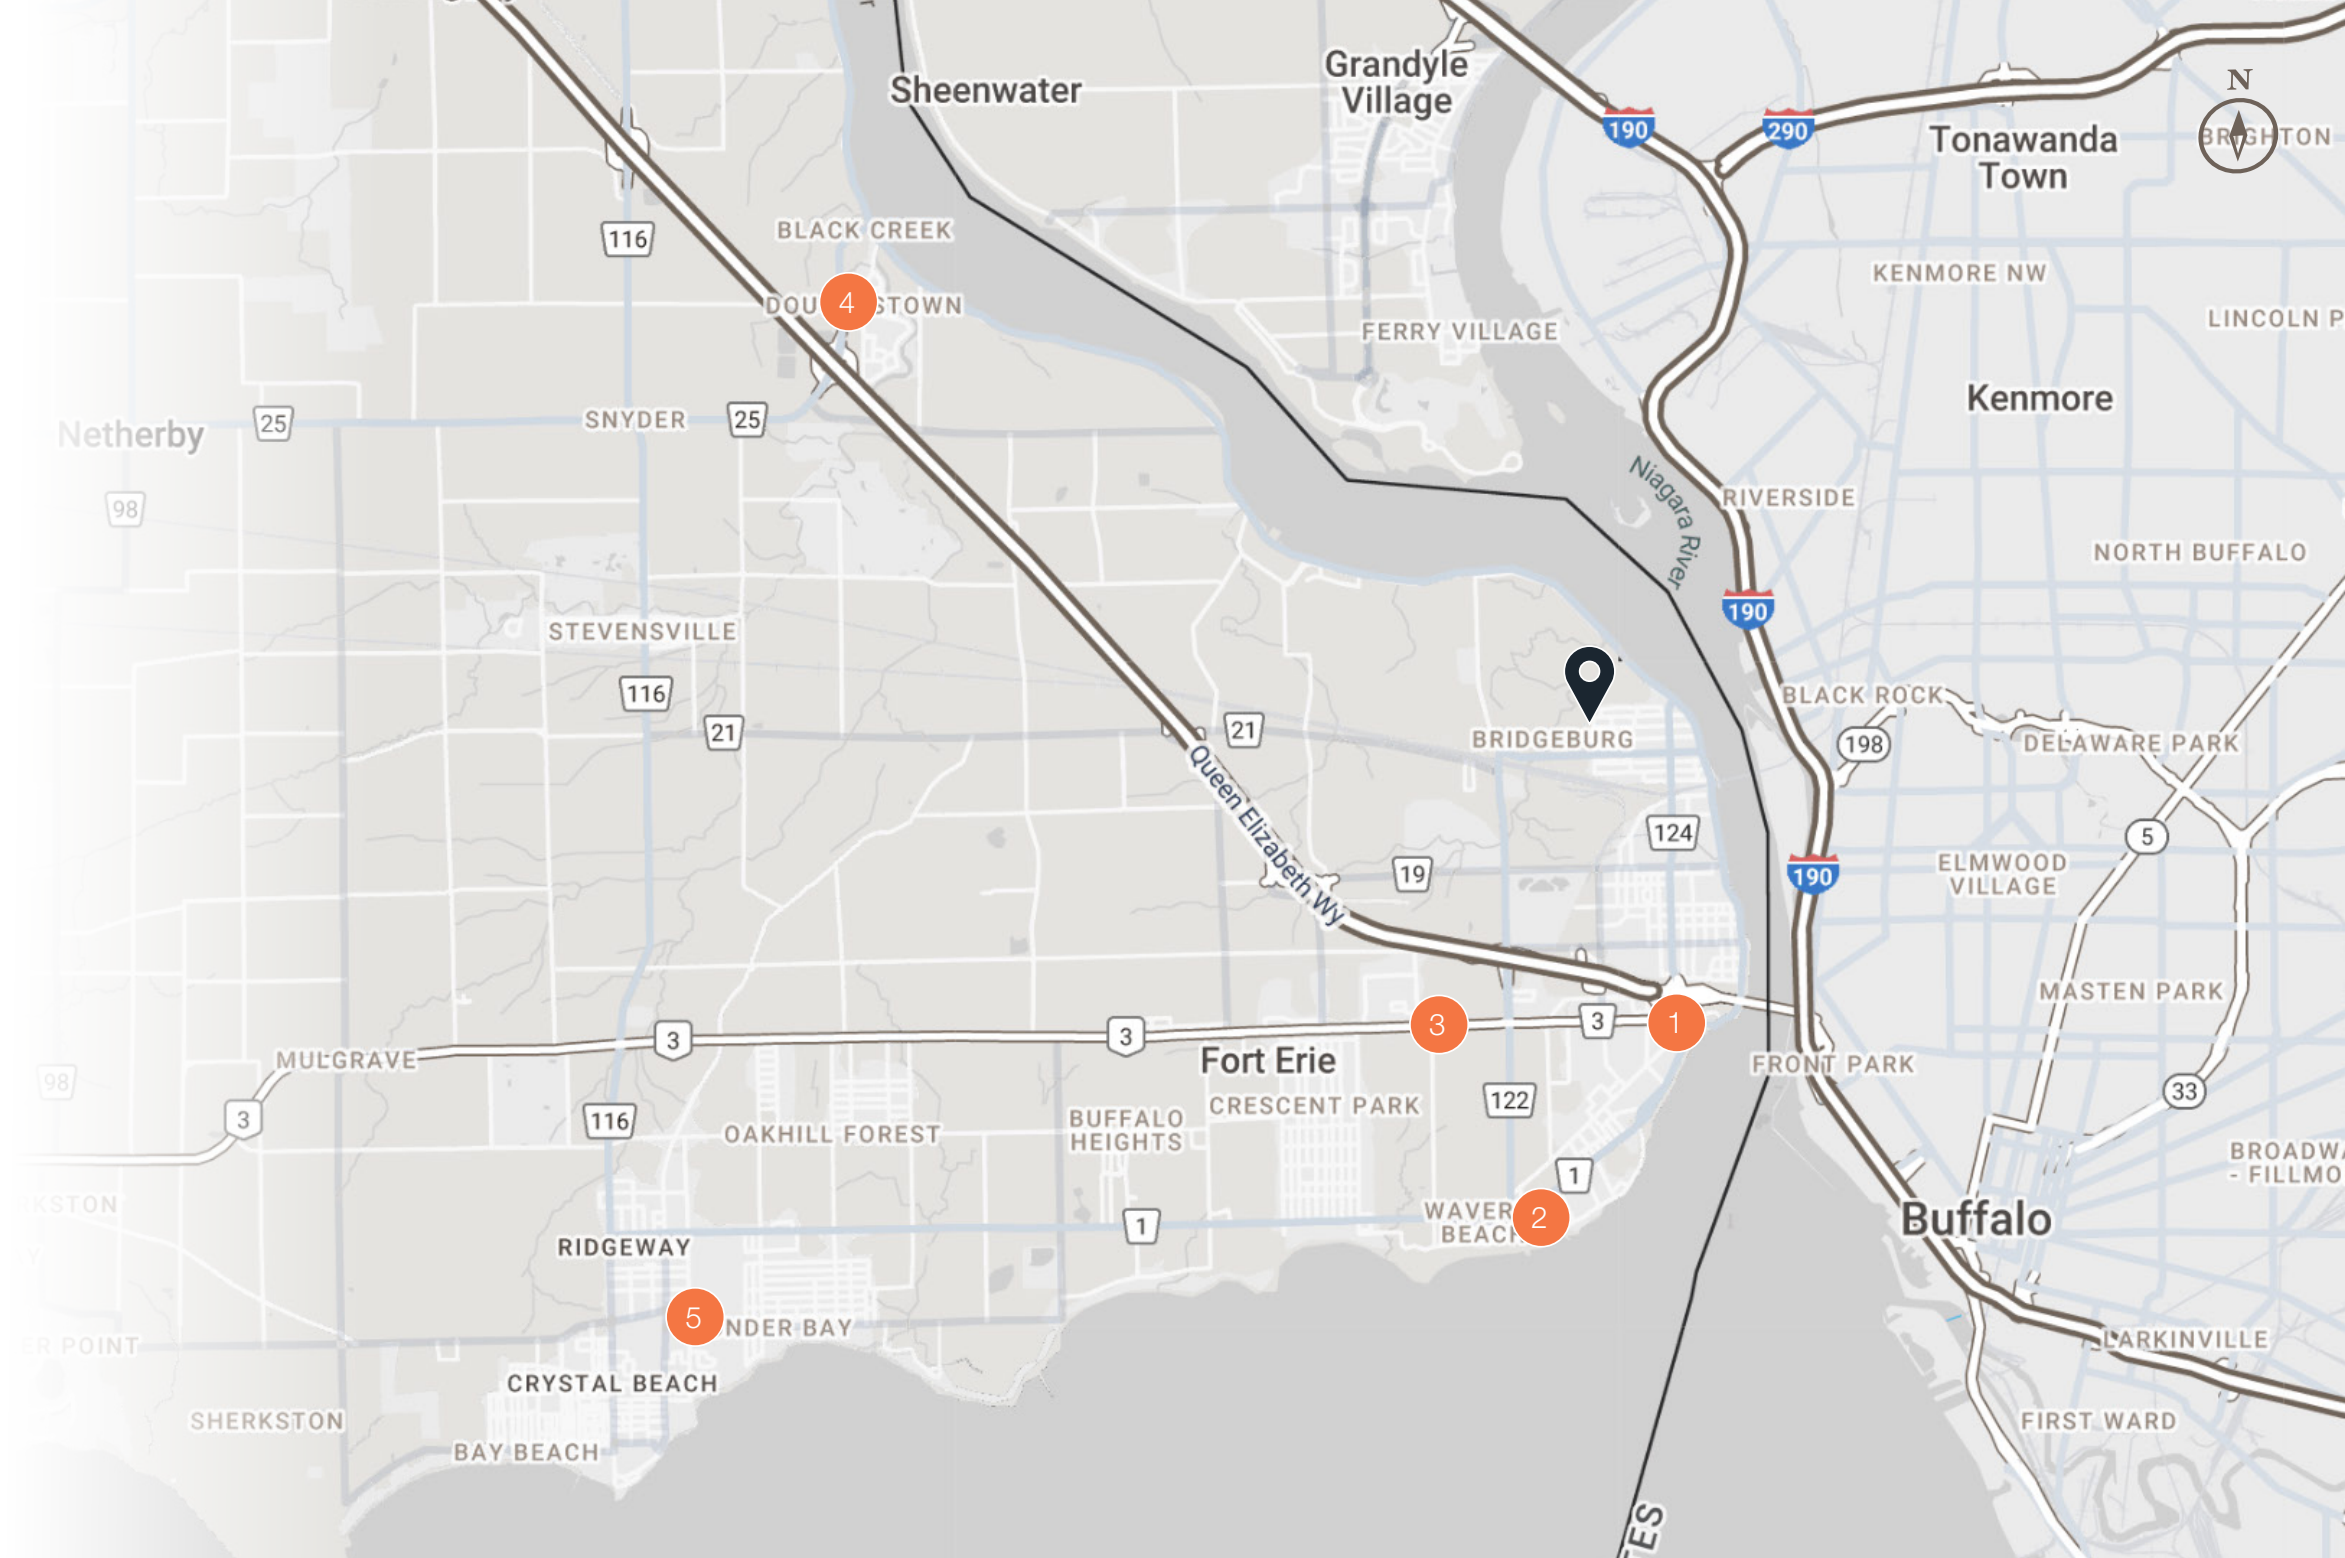 Sheenwater
Grandyle
Village
190
290
Tonawanda
Town
N
BRIGHTON
116
BLACK CREEK
KENMORE NW
4
STOWN
LINCOLN P
FERRY VILLAGE
Kenmore
Netherby
25
SNYDER
25
98
Niagara River
RIVERSIDE
NORTH BUFFALO
190
STEVENSVILLE
116
21
21
BRIDGEBURG
BLACK ROCK
198
DELAWARE PARK
Queen Elizabeth Wy
124
5
19
190
ELMWOOD
VILLAGE
MASTEN PARK
3
3
3
3
1
MULGRAVE
Fort Erie
FRONT PARK
98
3
116
OAKHILL FOREST
BUFFALO
HEIGHTS
CRESCENT PARK
122
33
BROADWA
- FILLMO
1
KSTON
RIDGEWAY
1
WAVER
BEACH
2
Buffalo
5
NDER BAY
ER POINT
LARKINVILLE
CRYSTAL BEACH
SHERKSTON
BAY BEACH
FIRST WARD
TES